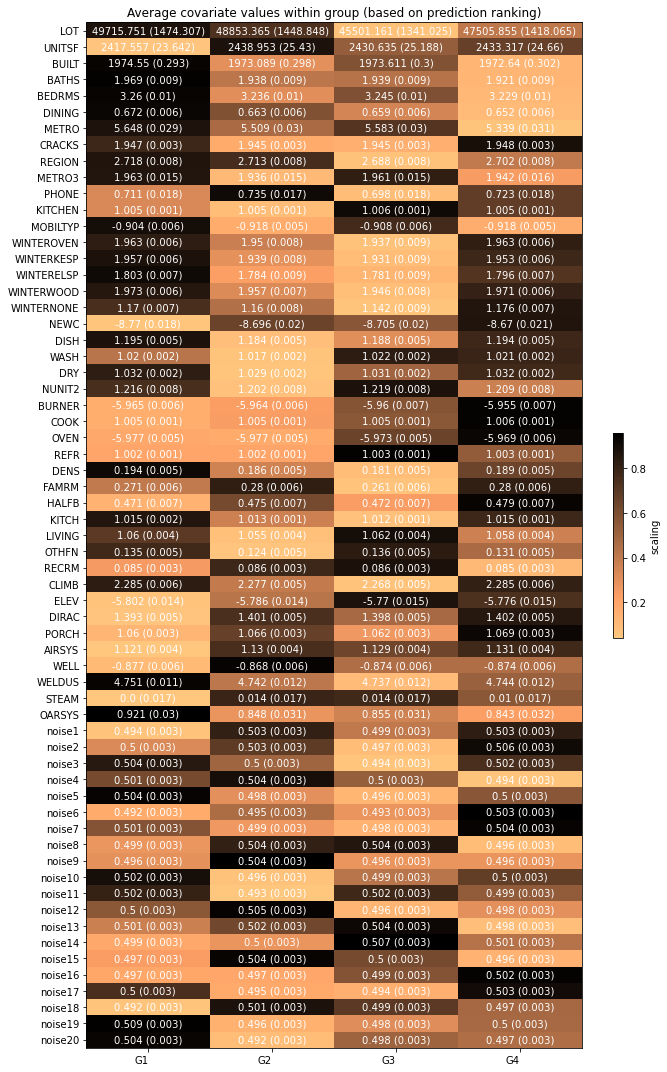 Average covariate values within group (based on prediction ranking)
LOT 49715.751 (1474.307) 48853.365 (1448.848) 45501.161 (1341.025) 47505.855 (1418.065)
UNITSF 2417.557 (23.642) 2438.953 (25.43) 2430.635 (25.188) 2433.317 (24.66)
BUILT 1974.55 (0.293) 1973.089 (0.298) 1973.611 (0.3) 1972.64 (0.302)
BATHS 1.969 (0.009) 1.938 (0.009) 1.939 (0.009) 1.921 (0.009)
BEDRMS 3.26 (0.01) 3.236 (0.01) 3.245 (0.01) 3.229 (0.01)
DINING 0.672 (0.006) 0.663 (0.006) 0.659 (0.006) 0.652 (0.006)
METRO 5.648 (0.029) 5.509 (0.03) 5.583 (0.03) 5.339 (0.031)
CRACKS 1.947 (0.003) 1.945 (0.003) 1.945 (0.003) 1.948 (0.003)
REGION 2.718 (0.008) 2.713 (0.008) 2.688 (0.008) 2.702 (0.008)
METRO3 1.963 (0.015) 1.936 (0.015) 1.961 (0.015) 1.942 (0.016)
PHONE 0.711 (0.018) 0.735 (0.017) 0.698 (0.018) 0.723 (0.018)
KITCHEN 1.005 (0.001) 1.005 (0.001) 1.006 (0.001) 1.005 (0.001)
MOBILTYP -0.904 (0.006) -0.918 (0.005) -0.908 (0.006) -0.918 (0.005)
WINTEROVEN 1.963 (0.006) 1.95 (0.008) 1.937 (0.009) 1.963 (0.006)
WINTERKESP 1.957 (0.006) 1.939 (0.008) 1.931 (0.009) 1.953 (0.006)
WINTERELSP 1.803 (0.007) 1.784 (0.009) 1.781 (0.009) 1.796 (0.007)
WINTERWOOD 1.973 (0.006) 1.957 (0.007) 1.946 (0.008) 1.971 (0.006)
WINTERNONE 1.17 (0.007) 1.16 (0.008) 1.142 (0.009) 1.176 (0.007)
NEWC -8.77 (0.018) -8.696 (0.02) -8.705 (0.02) -8.67 (0.021)
DISH 1.195 (0.005) 1.184 (0.005) 1.188 (0.005) 1.194 (0.005)
WASH 1.02 (0.002) 1.017 (0.002) 1.022 (0.002) 1.021 (0.002)
DRY 1.032 (0.002) 1.029 (0.002) 1.031 (0.002) 1.032 (0.002)
NUNIT2 1.216 (0.008) 1.202 (0.008) 1.219 (0.008) 1.209 (0.008)
BURNER -5.965 (0.006) -5.964 (0.006) -5.96 (0.007) -5.955 (0.007)
COOK 1.005 (0.001) 1.005 (0.001) 1.005 (0.001) 1.006 (0.001)
OVEN -5.977 (0.005) -5.977 (0.005) -5.973 (0.005) -5.969 (0.006)
REFR 1.002 (0.001) 1.002 (0.001) 1.003 (0.001) 1.003 (0.001)
DENS 0.194 (0.005) 0.186 (0.005) 0.181 (0.005) 0.189 (0.005)
FAMRM 0.271 (0.006) 0.28 (0.006) 0.261 (0.006) 0.28 (0.006)
HALFB 0.471 (0.007) 0.475 (0.007) 0.472 (0.007) 0.479 (0.007)
KITCH 1.015 (0.002) 1.013 (0.001) 1.012 (0.001) 1.015 (0.001)
LIVING 1.06 (0.004) 1.055 (0.004) 1.062 (0.004) 1.058 (0.004)
OTHFN 0.135 (0.005) 0.124 (0.005) 0.136 (0.005) 0.131 (0.005)
RECRM 0.085 (0.003) 0.086 (0.003) 0.086 (0.003) 0.085 (0.003)
CLIMB 2.285 (0.006) 2.277 (0.005) 2.268 (0.005) 2.285 (0.006)
ELEV -5.802 (0.014) -5.786 (0.014) -5.77 (0.015) -5.776 (0.015)
DIRAC 1.393 (0.005) 1.401 (0.005) 1.398 (0.005) 1.402 (0.005)
PORCH 1.06 (0.003) 1.066 (0.003) 1.062 (0.003) 1.069 (0.003)
AIRSYS 1.121 (0.004) 1.13 (0.004) 1.129 (0.004) 1.131 (0.004)
WELL -0.877 (0.006) -0.868 (0.006) -0.874 (0.006) -0.874 (0.006)
WELDUS 4.751 (0.011) 4.742 (0.012) 4.737 (0.012) 4.744 (0.012)
STEAM 0.0 (0.017) 0.014 (0.017) 0.014 (0.017) 0.01 (0.017)
OARSYS 0.921 (0.03) 0.848 (0.031) 0.855 (0.031) 0.843 (0.032)
noise1 0.494 (0.003) 0.503 (0.003) 0.499 (0.003) 0.503 (0.003)
noise2 0.5 (0.003) 0.503 (0.003) 0.497 (0.003) 0.506 (0.003)
noise3 0.504 (0.003) 0.5 (0.003) 0.494 (0.003) 0.502 (0.003)
noise4 0.501 (0.003) 0.504 (0.003) 0.5 (0.003) 0.494 (0.003)
noise5 0.504 (0.003) 0.498 (0.003) 0.496 (0.003) 0.5 (0.003)
noise6 0.492 (0.003) 0.495 (0.003) 0.493 (0.003) 0.503 (0.003)
noise7 0.501 (0.003) 0.499 (0.003) 0.498 (0.003) 0.504 (0.003)
noise8 0.499 (0.003) 0.504 (0.003) 0.504 (0.003) 0.496 (0.003)
noise9 0.496 (0.003) 0.504 (0.003) 0.496 (0.003) 0.496 (0.003)
noise10 0.502 (0.003) 0.496 (0.003) 0.499 (0.003) 0.5 (0.003)
noise11 0.502 (0.003) 0.493 (0.003) 0.502 (0.003) 0.499 (0.003)
noise12 0.5 (0.003) 0.505 (0.003) 0.496 (0.003) 0.498 (0.003)
noise13 0.501 (0.003) 0.502 (0.003) 0.504 (0.003) 0.498 (0.003)
noise14 0.499 (0.003) 0.5 (0.003) 0.507 (0.003) 0.501 (0.003)
noise15 0.497 (0.003) 0.504 (0.003) 0.5 (0.003) 0.496 (0.003)
noise16 0.497 (0.003) 0.497 (0.003) 0.499 (0.003) 0.502 (0.003)
noise17 0.5 (0.003) 0.495 (0.003) 0.494 (0.003) 0.503 (0.003)
noise18 0.492 (0.003) 0.501 (0.003) 0.499 (0.003) 0.497 (0.003)
noise19 0.509 (0.003) 0.496 (0.003) 0.498 (0.003) 0.5 (0.003)
noise20 0.504 (0.003) 0.492 (0.003) 0.498 (0.003) 0.497 (0.003)
G1 G2 G3 G4
0.8
0.6
0.4
0.2
scaling